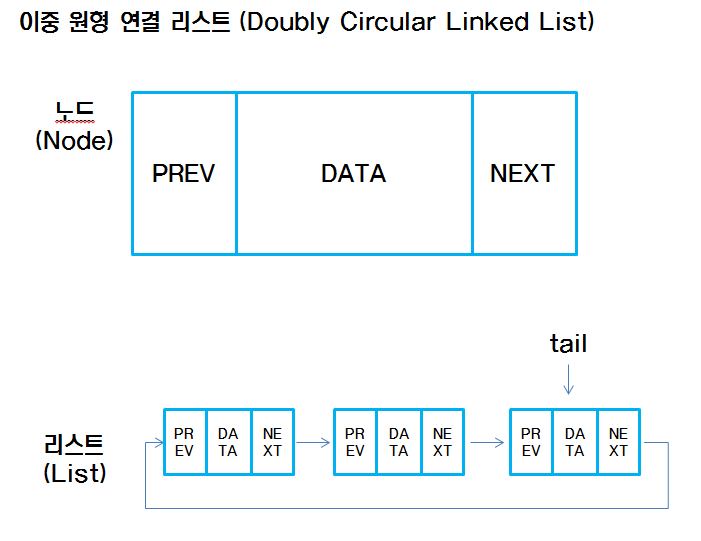 이중 원형 연결 리스트 (Doubly Circular Linked List)
노드
(Node)
PREV DATA NEXT
tail
리스트
(List)
PR
EV
DA
TA
NE
XT
PR
EV
DA
TA
NE
XT
PR
EV
DA
TA
NE
XT